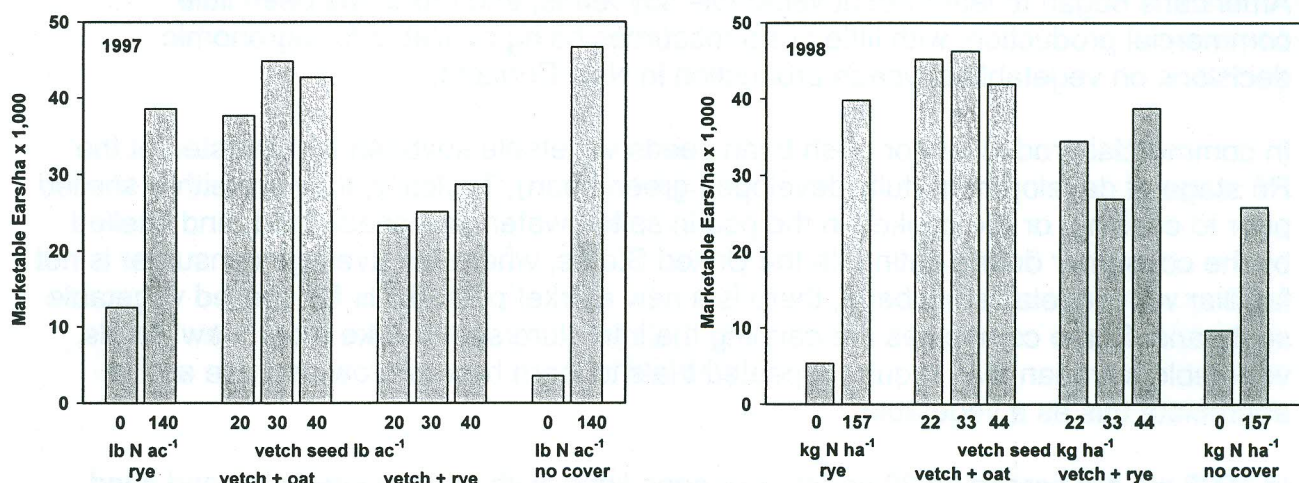 50
40
30
20
10
0
Marketable Ears/ha x 1,000
1997
0 140 20 30 40 20 30 40 0 140
lb N ac⁻¹ vetch seed lb ac⁻¹ lb N ac⁻¹
rye vetch + oat vetch + rye no cover
50
40
30
20
10
0
Marketable Ears/ha x 1,000
1998
0 157 22 33 44 22 33 44 0 157
kg N ha⁻¹ vetch seed kg ha⁻¹ kg N ha⁻¹
rye vetch + oat vetch + rye no cover